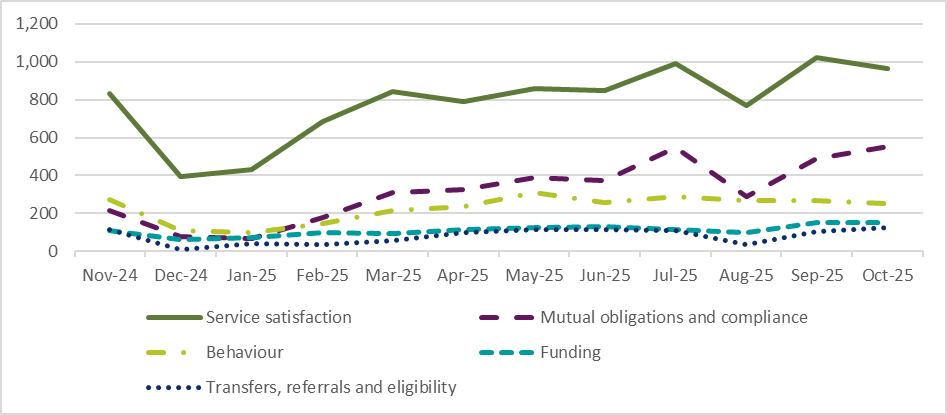 1,200
1,000
800
600
400
200
0
Nov-24 Dec-24 Jan-25 Feb-25 Mar-25 Apr-25 May-25 Jun-25 Jul-25 Aug-25 Sep-25 Oct-25
Service satisfaction Mutual obligations and compliance
Behaviour Funding
Transfers, referrals and eligibility